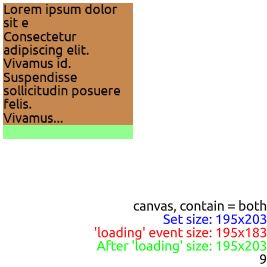 Lorem ipsum dolor
sit e
Consectetur
adipiscing elit.
Vivamus id.
Suspendisse
sollicitudin posuere
felis.
Vivamus...
canvas, contain = both
Set size: 195x203
'loading' event size: 195x183
After 'loading' size: 195x203
9